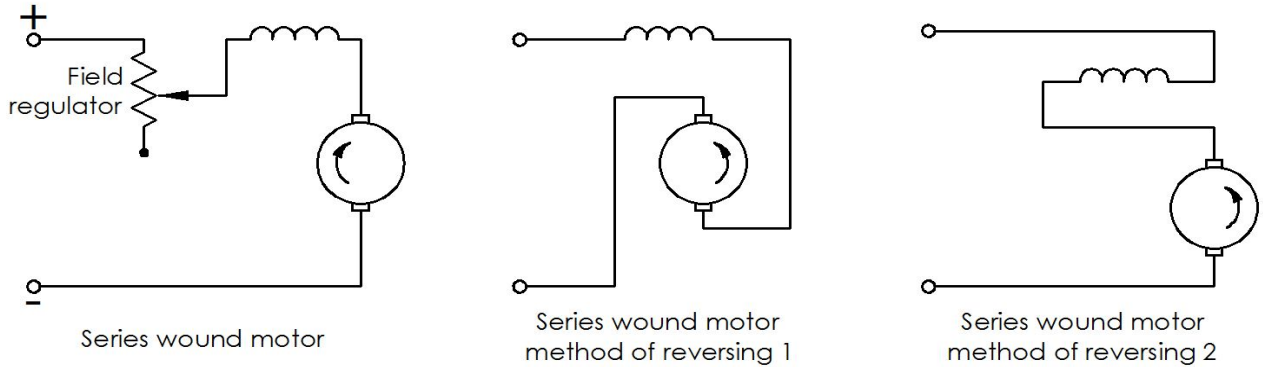 +
Field
regulator
-
Series wound motor
Series wound motor
method of reversing 1
Series wound motor
method of reversing 2